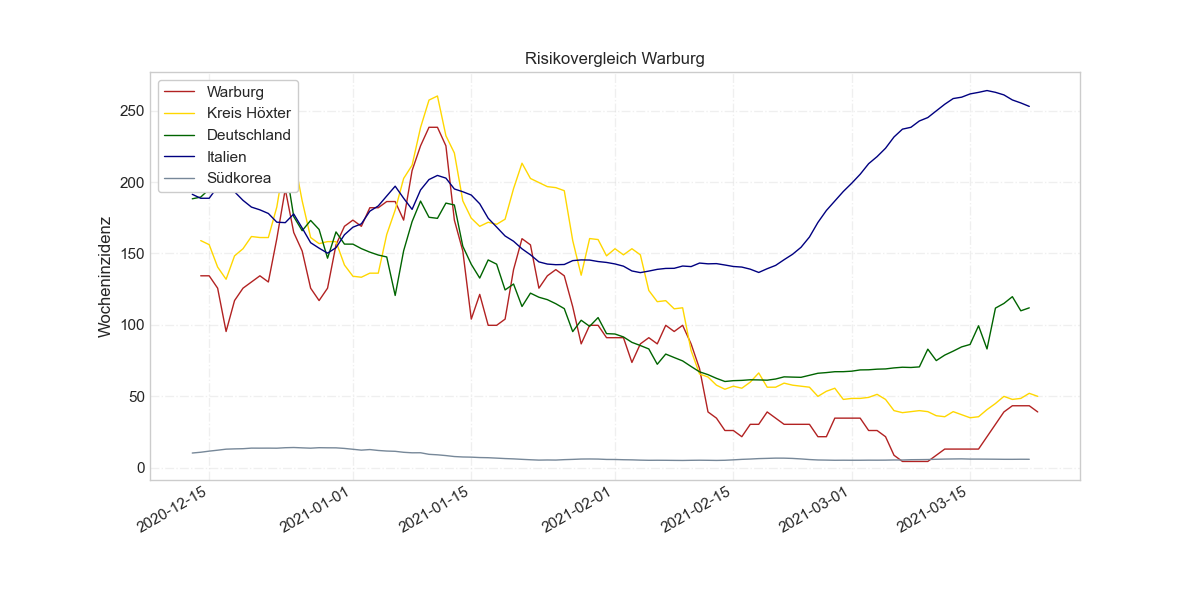 Risikovergleich Warburg
Warburg
Kreis Höxter
Deutschland
Italien
Südkorea
Wocheninzidenz
250
200
150
100
50
0
2020-12-15
2021-01-01
2021-01-15
2021-02-01
2021-02-15
2021-03-01
2021-03-15